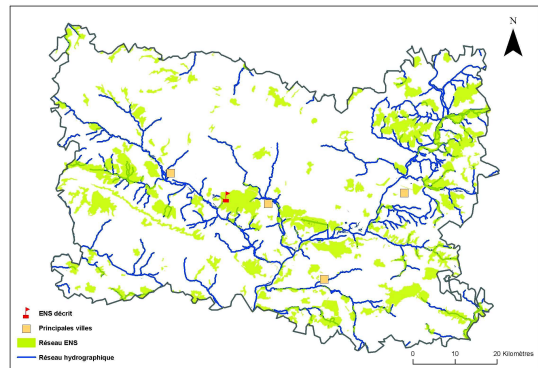 N
ENS décrit
Principales villes
Réseau ENS
Réseau hydrographique
0 10 20 Kilomètres